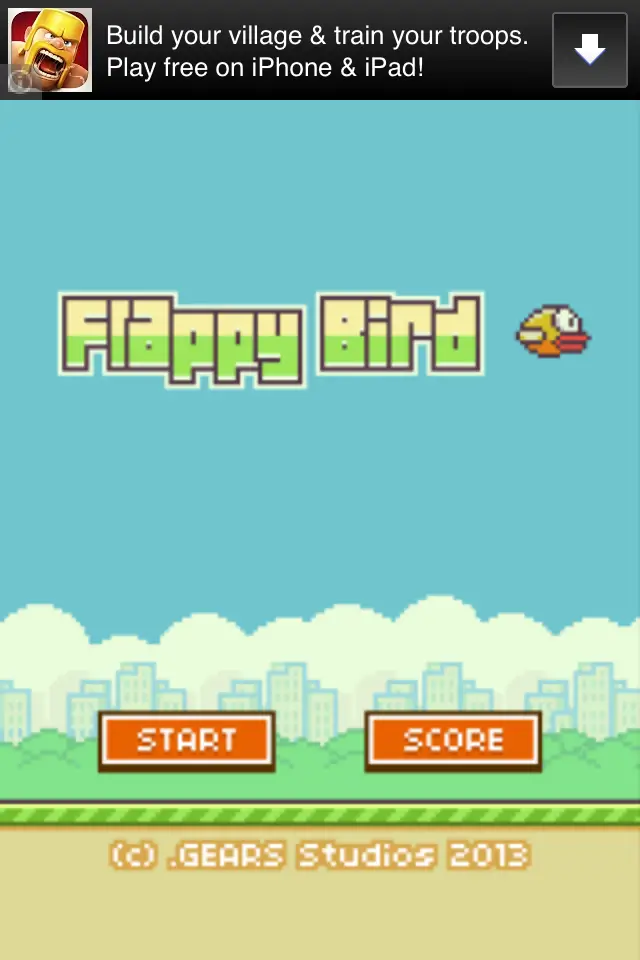 Build your village & train your troops.
Play free on iPhone & iPad!
Flappy Bird
START SCORE
(c) .GEARS Studios 2013